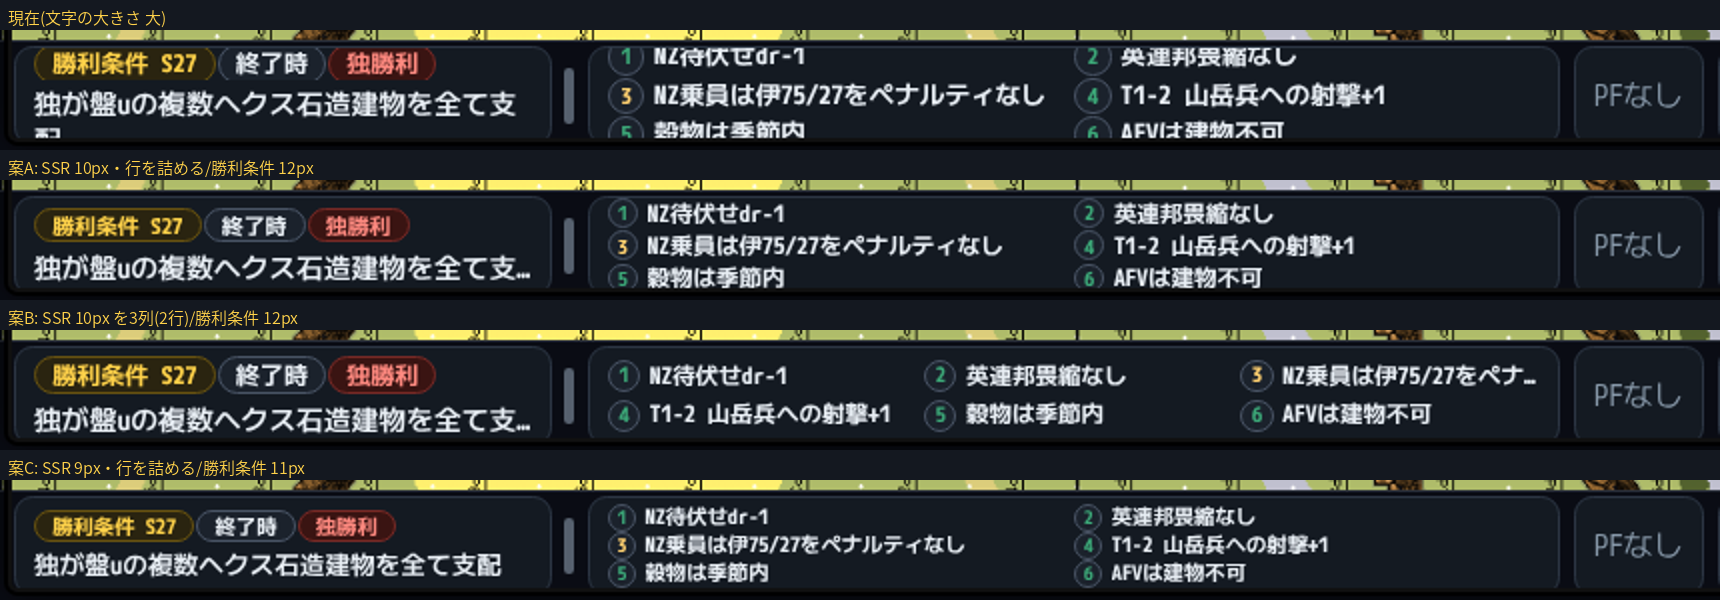 現在(文字の大きさ 大)
勝利条件 S27 終了時 独勝利
独が盤uの複数ヘクス石造建物を全て支
配
1 NZ待伏せdr-1 2 英連邦畏縮なし
3 NZ乗員は伊75/27をペナルティなし 4 T1-2 山岳兵への射撃+1
5 穀物は季節内 6 AFVは建物不可
PFなし
案A: SSR 10px・行を詰める/勝利条件 12px
勝利条件 S27 終了時 独勝利
独が盤uの複数ヘクス石造建物を全て支…
1 NZ待伏せdr-1 2 英連邦畏縮なし
3 NZ乗員は伊75/27をペナルティなし 4 T1-2 山岳兵への射撃+1
5 穀物は季節内 6 AFVは建物不可
PFなし
案B: SSR 10px を3列(2行)/勝利条件 12px
勝利条件 S27 終了時 独勝利
独が盤uの複数ヘクス石造建物を全て支…
1 NZ待伏せdr-1 2 英連邦畏縮なし 3 NZ乗員は伊75/27をペナ…
4 T1-2 山岳兵への射撃+1 5 穀物は季節内 6 AFVは建物不可
PFなし
案C: SSR 9px・行を詰める/勝利条件 11px
勝利条件 S27 終了時 独勝利
独が盤uの複数ヘクス石造建物を全て支配
1 NZ待伏せdr-1 2 英連邦畏縮なし
3 NZ乗員は伊75/27をペナルティなし 4 T1-2 山岳兵への射撃+1
5 穀物は季節内 6 AFVは建物不可
PFなし